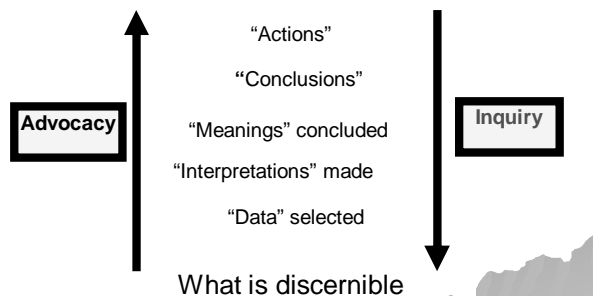 “Actions”
“Conclusions”
Advocacy
Inquiry
“Meanings” concluded
“Interpretations” made
“Data” selected
What is discernible